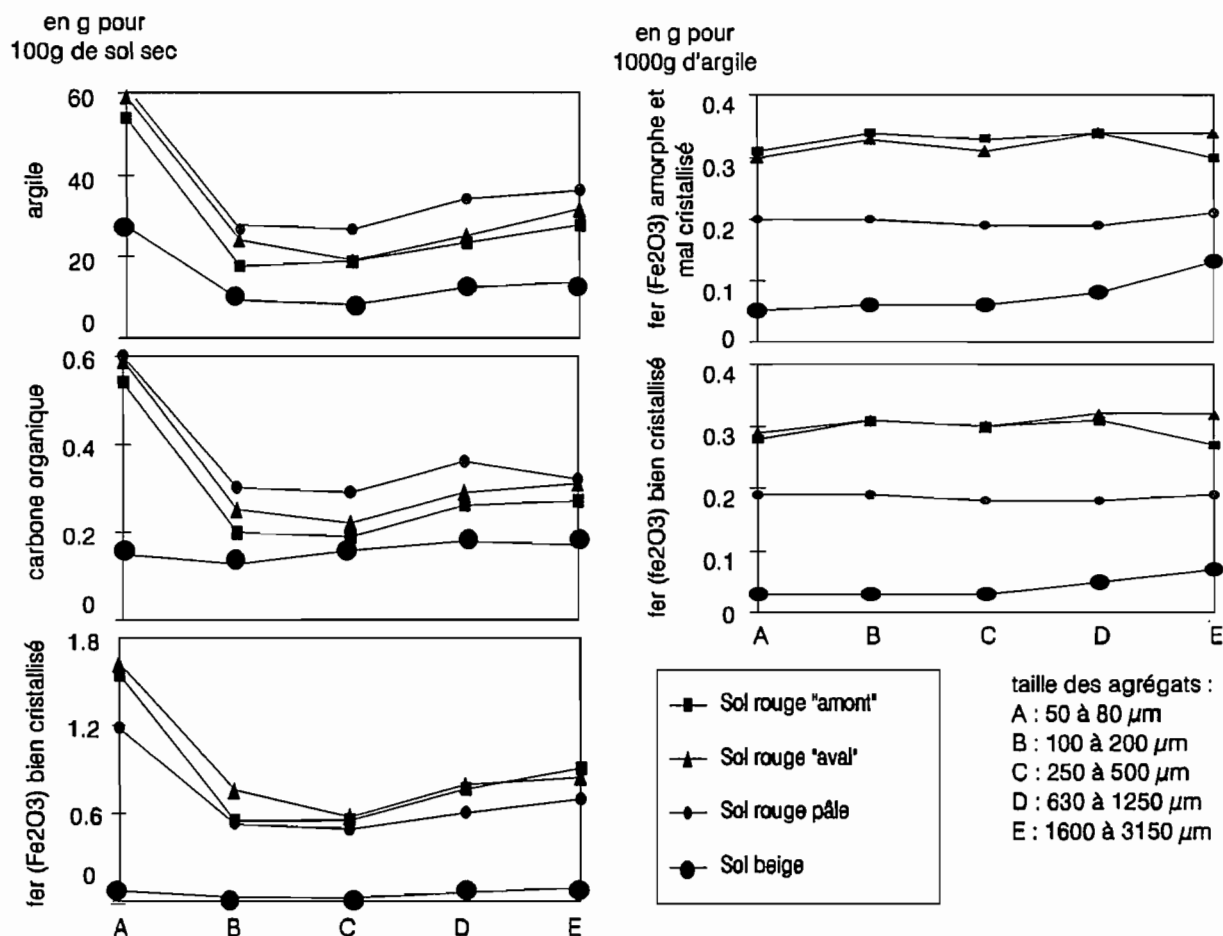 en g pour
100g de sol sec
argile
60
40
20
0
carbone organique
0.6
0.4
0.2
0
fer (Fe2O3) bien cristallisé
1.8
1.2
0.6
0
A
B
C
D
E
en g pour
1000g d'argile
fer (Fe2O3) amorphe et
mal cristallisé
0.4
0.3
0.2
0.1
0
fer (fe2O3) bien cristallisé
0.4
0.3
0.2
0.1
0
A
B
C
D
E
Sol rouge "amont"
Sol rouge "aval"
Sol rouge pâle
Sol beige
taille des agrégats :
A : 50 à 80 µm
B : 100 à 200 µm
C : 250 à 500 µm
D : 630 à 1250 µm
E : 1600 à 3150 µm